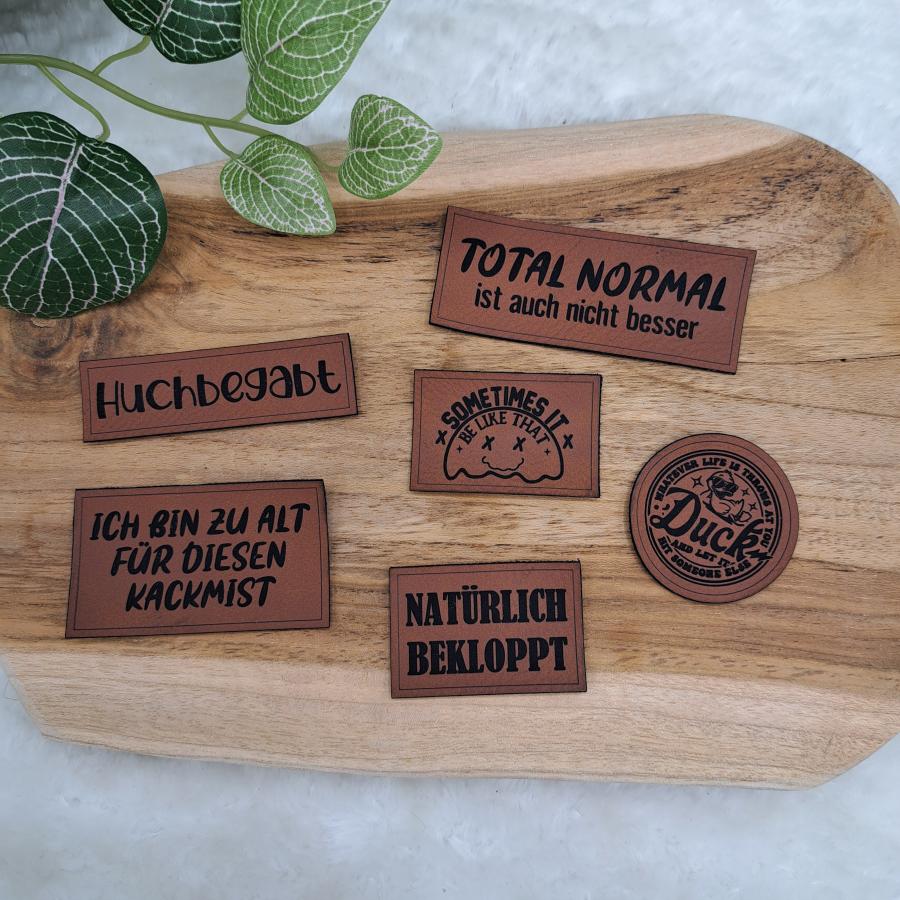 TOTAL NORMAL
ist auch nicht besser
Huchbegabt
SOMETIMES IT
BE LIKE THAT
WHATEVER LIFE IS THROWS AT YOU
Duck
AND LET IT
HIT SOMEONE ELSE
ICH BIN ZU ALT
FÜR DIESEN
KACKMIST
NATÜRLICH
BEKLOPPT